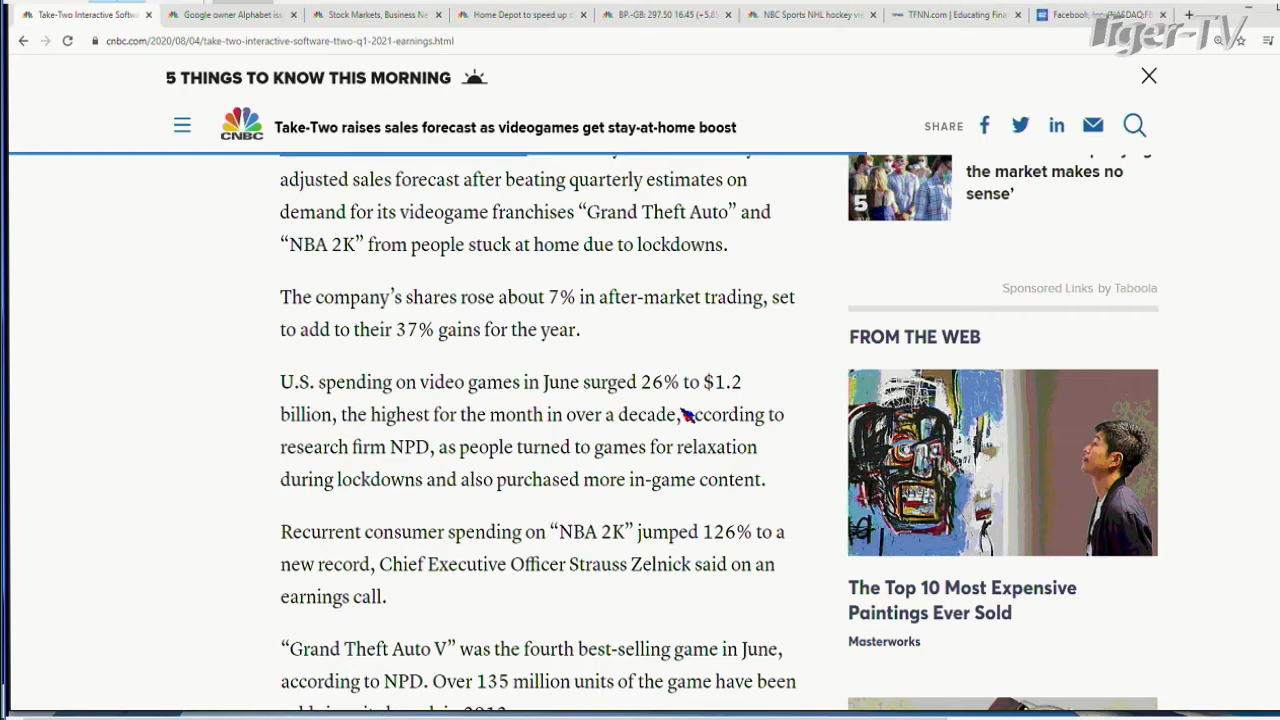 Take-Two Interactive Softwa
Google owner Alphabet iss
Stock Markets, Business Ne
Home Depot to speed up c
BP.-GB: 297.50 16.45 (+5.85
NBC Sports NHL hockey vie
TFNN.com | Educating Finan
Tiger-TV
cnbc.com/2020/08/04/take-two-interactive-software-ttwo-q1-2021-earnings.html
5 THINGS TO KNOW THIS MORNING
CNBC
Take-Two raises sales forecast as videogames get stay-at-home boost
SHARE
adjusted sales forecast after beating quarterly estimates on
demand for its videogame franchises “Grand Theft Auto” and
“NBA 2K” from people stuck at home due to lockdowns.
The company’s shares rose about 7% in after-market trading, set
to add to their 37% gains for the year.
U.S. spending on video games in June surged 26% to $1.2
billion, the highest for the month in over a decade, according to
research firm NPD, as people turned to games for relaxation
during lockdowns and also purchased more in-game content.
Recurrent consumer spending on “NBA 2K” jumped 126% to a
new record, Chief Executive Officer Strauss Zelnick said on an
earnings call.
“Grand Theft Auto V” was the fourth best-selling game in June,
according to NPD. Over 135 million units of the game have been
5
the market makes no
sense’
Sponsored Links by Taboola
FROM THE WEB
The Top 10 Most Expensive
Paintings Ever Sold
Masterworks